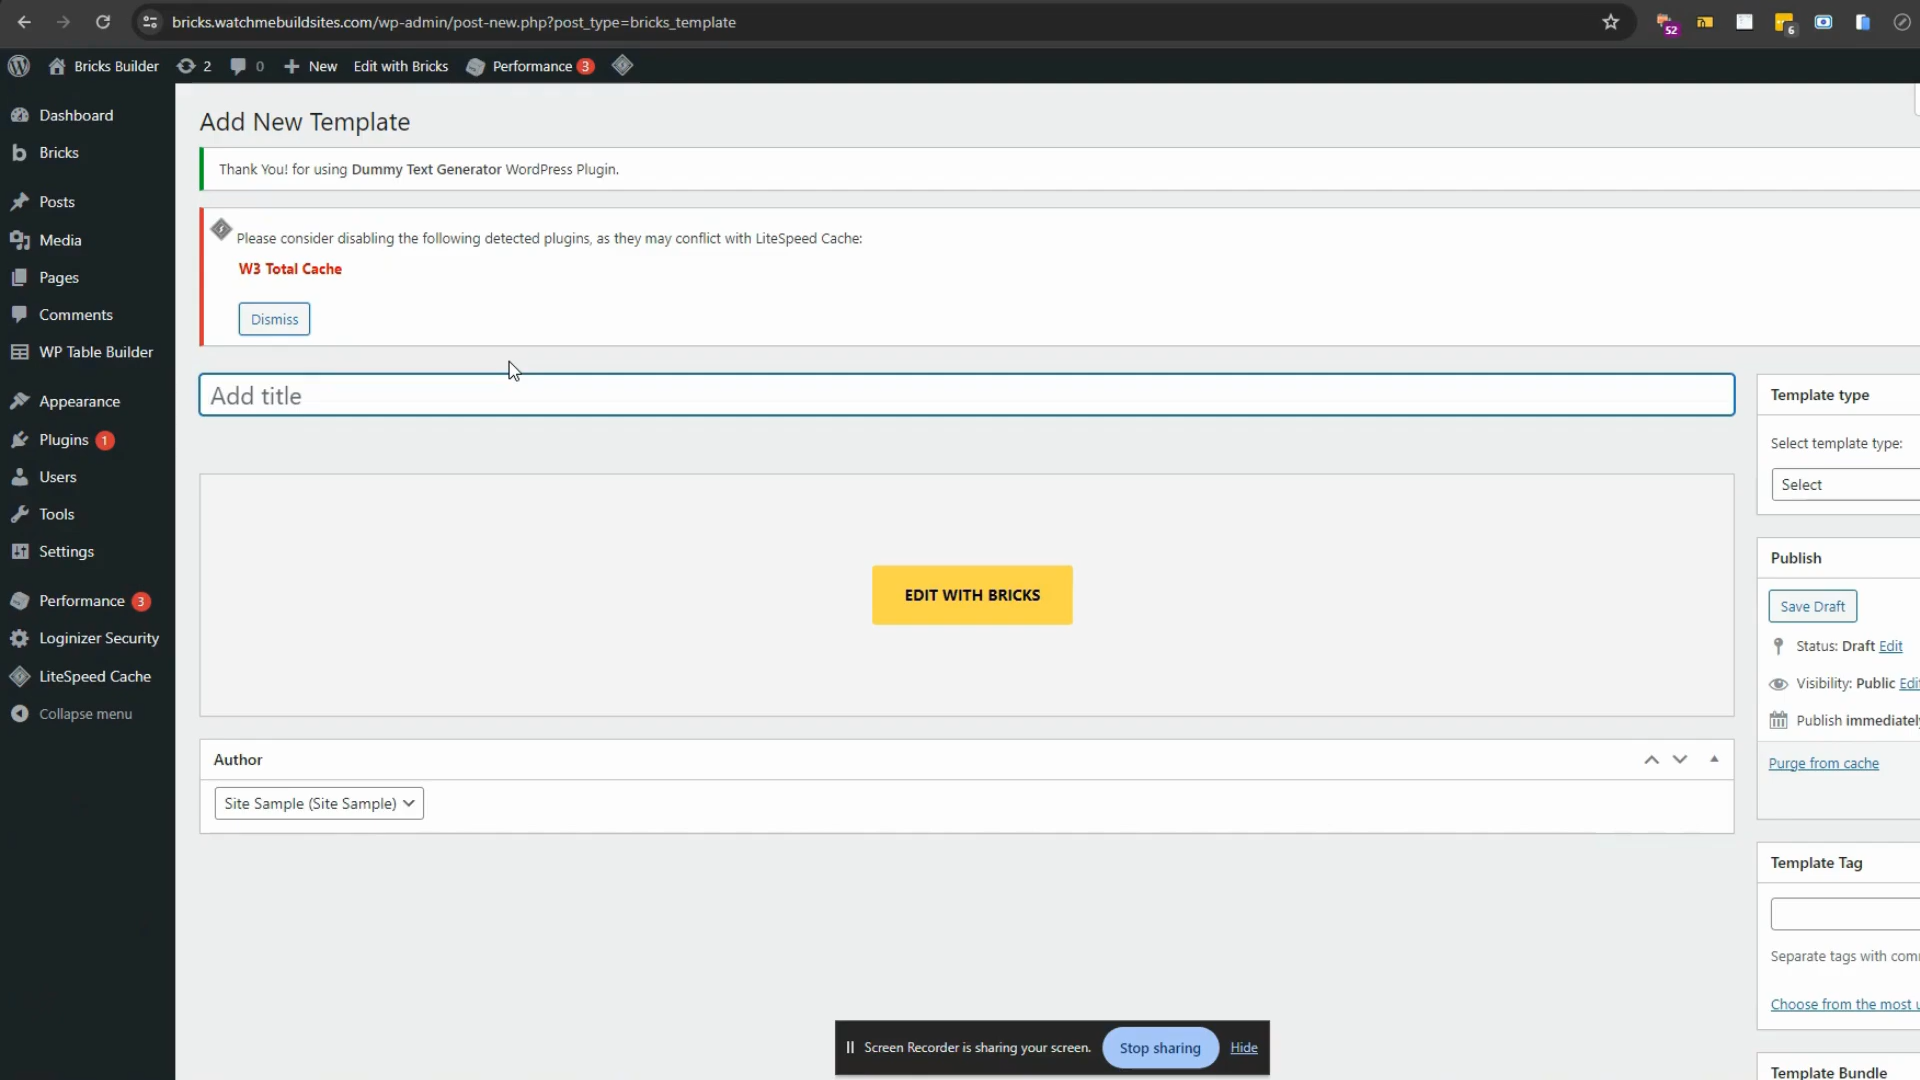 bricks.watchmebuildsites.com/wp-admin/post-new.php?post_type=bricks_template
52
6
Bricks Builder
2
0
New
Edit with Bricks
Performance 3
Dashboard
Bricks
Posts
Media
Pages
Comments
WP Table Builder
Appearance
Plugins 1
Users
Tools
Settings
Performance 3
Loginizer Security
LiteSpeed Cache
Collapse menu
Add New Template
Thank You! for using Dummy Text Generator WordPress Plugin.
Please consider disabling the following detected plugins, as they may conflict with LiteSpeed Cache:
W3 Total Cache
Dismiss
Add title
EDIT WITH BRICKS
Author
Site Sample (Site Sample)
Template type
Select template type:
Select
Publish
Save Draft
Status: Draft Edit
Visibility: Public Edi
Publish immediately
Purge from cache
Template Tag
Separate tags with com
Choose from the most u
Template Bundle
Screen Recorder is sharing your screen.
Stop sharing
Hide